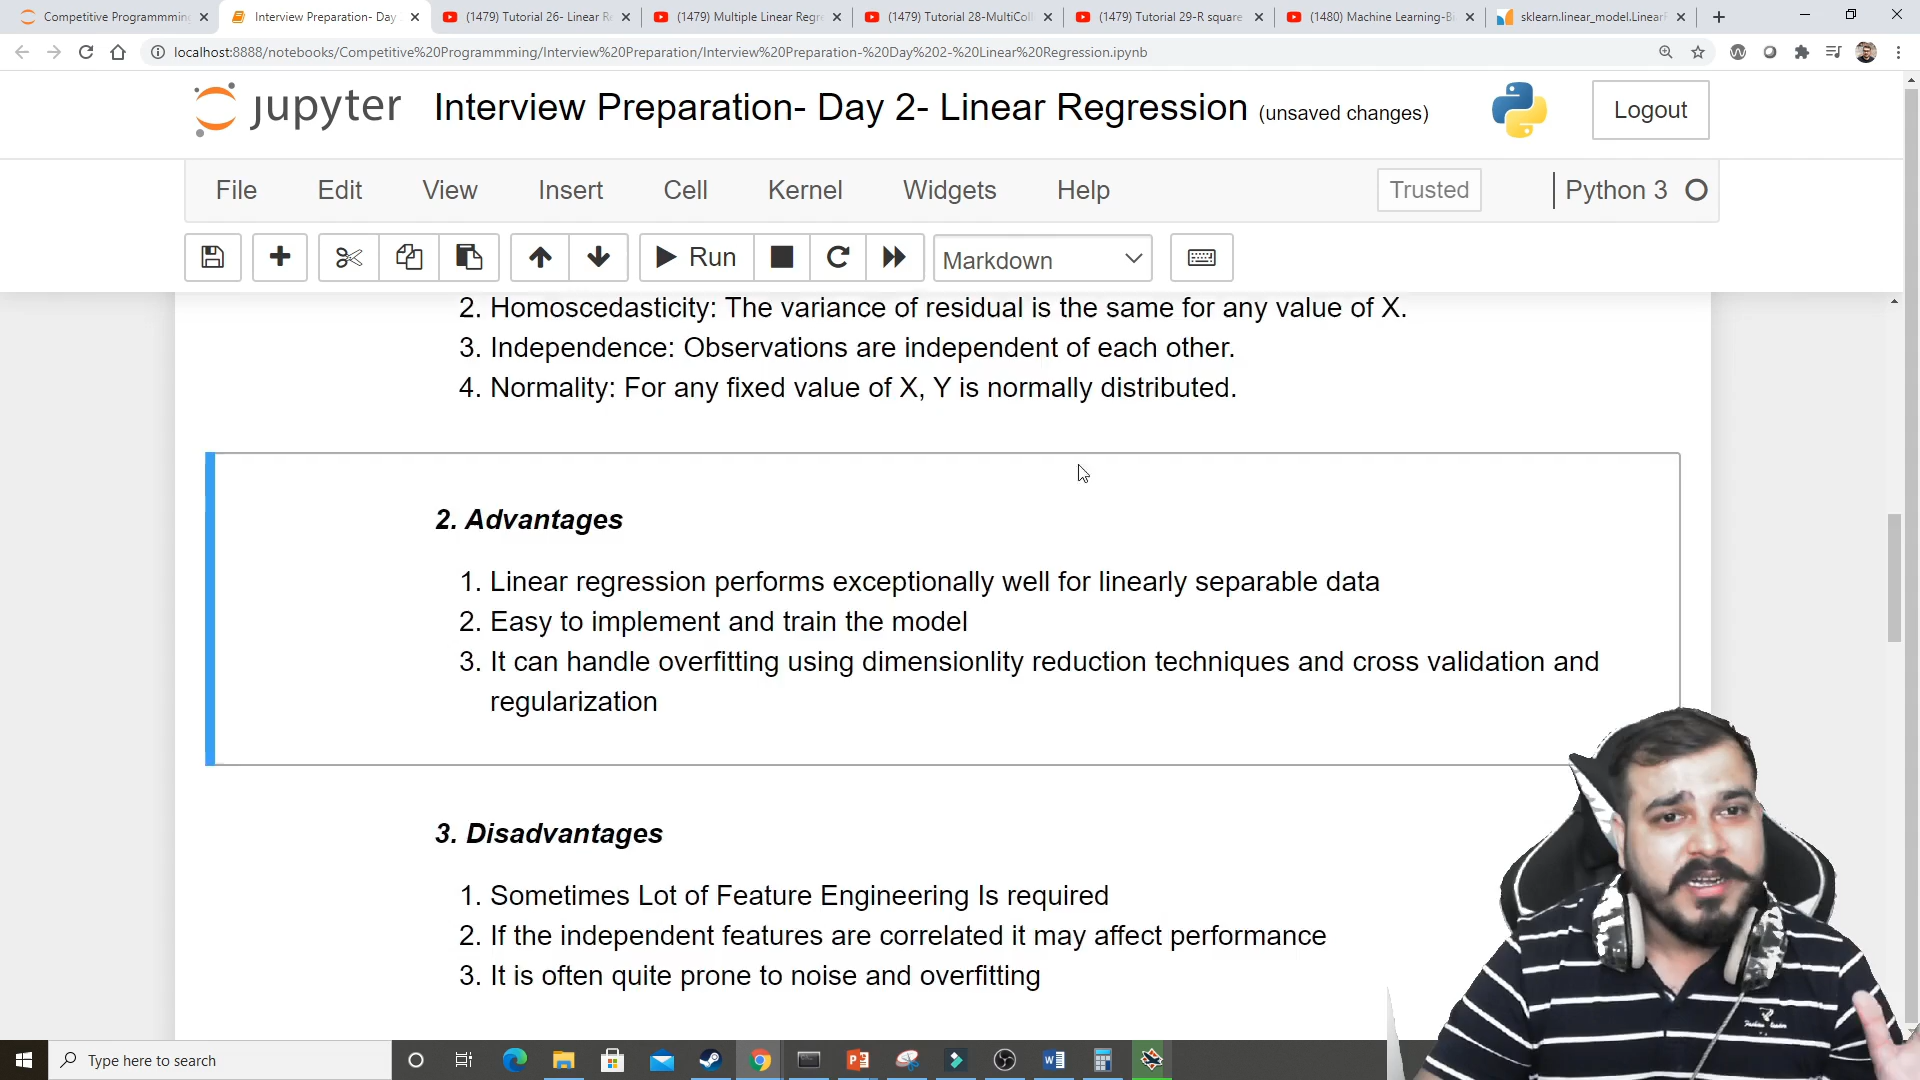 Competitive Programmmin
Interview Preparation- Day
(1479) Tutorial 26- Linear R
(1479) Multiple Linear Regre
(1479) Tutorial 28-MultiColl
(1479) Tutorial 29-R square
(1480) Machine Learning-Bi
sklearn.linear_model.LinearR
localhost:8888/notebooks/Competitive%20Programmming/Interview%20Preparation/Interview%20Preparation-%20Day%202-%20Linear%20Regression.ipynb
jupyter Interview Preparation- Day 2- Linear Regression (unsaved changes)
Logout
File Edit View Insert Cell Kernel Widgets Help
Trusted
Python 3
Run
Markdown
2. Homoscedasticity: The variance of residual is the same for any value of X.
3. Independence: Observations are independent of each other.
4. Normality: For any fixed value of X, Y is normally distributed.
2. Advantages
1. Linear regression performs exceptionally well for linearly separable data
2. Easy to implement and train the model
3. It can handle overfitting using dimensionlity reduction techniques and cross validation and
regularization
3. Disadvantages
1. Sometimes Lot of Feature Engineering Is required
2. If the independent features are correlated it may affect performance
3. It is often quite prone to noise and overfitting
Type here to search